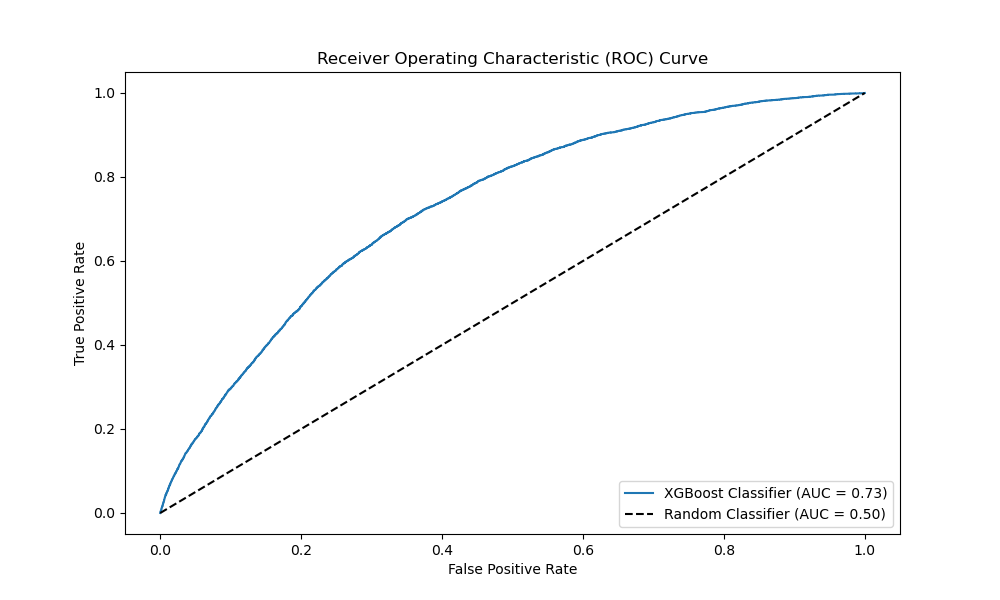 Receiver Operating Characteristic (ROC) Curve
True Positive Rate
1.0
0.8
0.6
0.4
0.2
0.0
0.0 0.2 0.4 0.6 0.8 1.0
False Positive Rate
XGBoost Classifier (AUC = 0.73)
Random Classifier (AUC = 0.50)